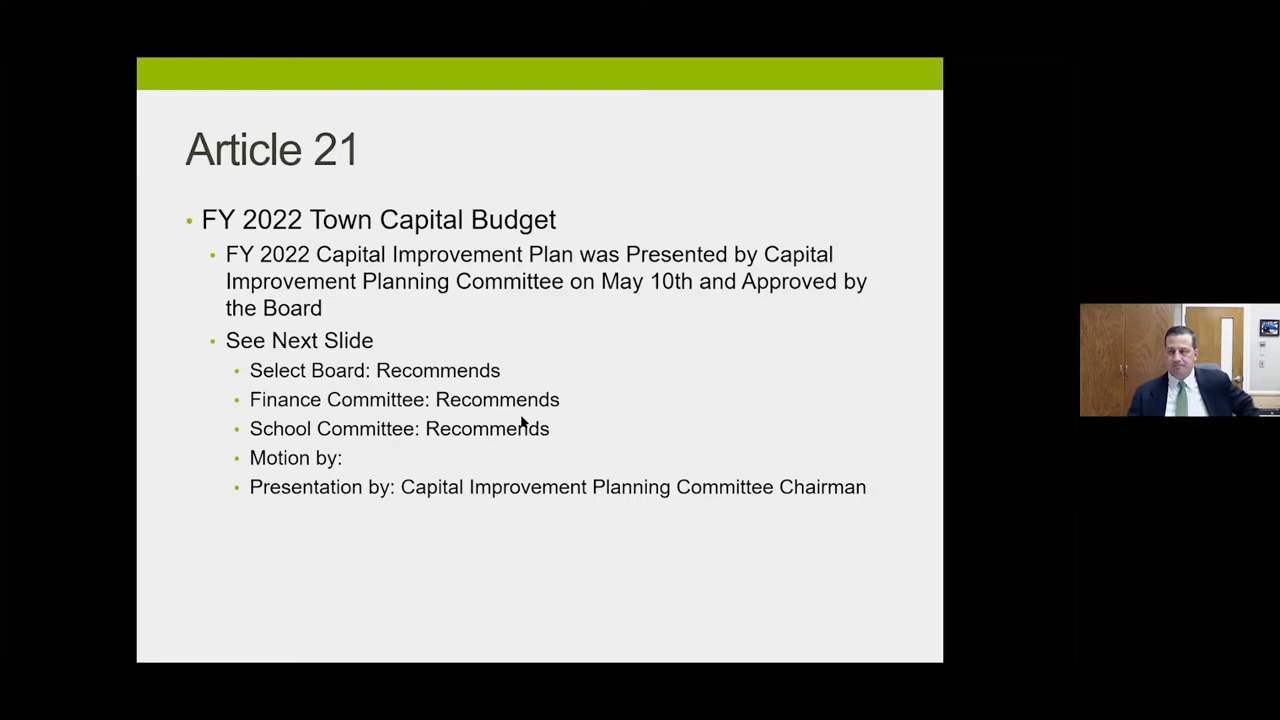 Article 21
FY 2022 Town Capital Budget
FY 2022 Capital Improvement Plan was Presented by Capital
Improvement Planning Committee on May 10th and Approved by
the Board
See Next Slide
Select Board: Recommends
Finance Committee: Recommends
School Committee: Recommends
Motion by:
Presentation by: Capital Improvement Planning Committee Chairman